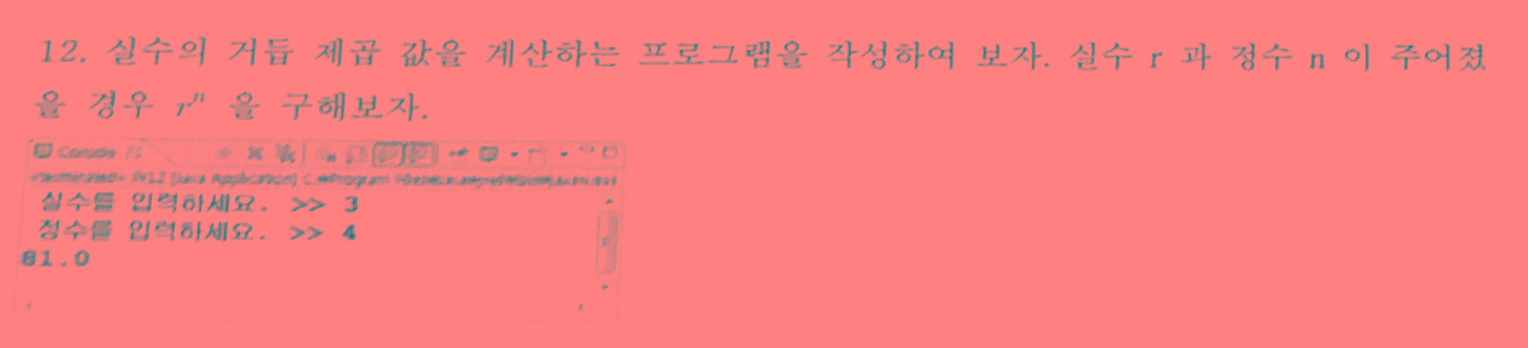 12. 실수의 거듭 제곱 값을 계산하는 프로그램을 작성하여 보자. 실수 r 과 정수 n 이 주어졌
을 경우 rⁿ 을 구해보자.
Console
<terminated> P#12 [Java Application] C:#Program
실수를 입력하세요. >> 3
정수를 입력하세요. >> 4
81.0